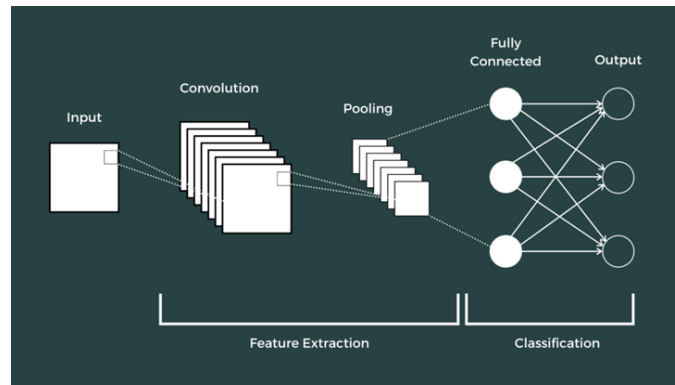 Input
Convolution
Pooling
Fully
Connected
Output
Feature Extraction
Classification